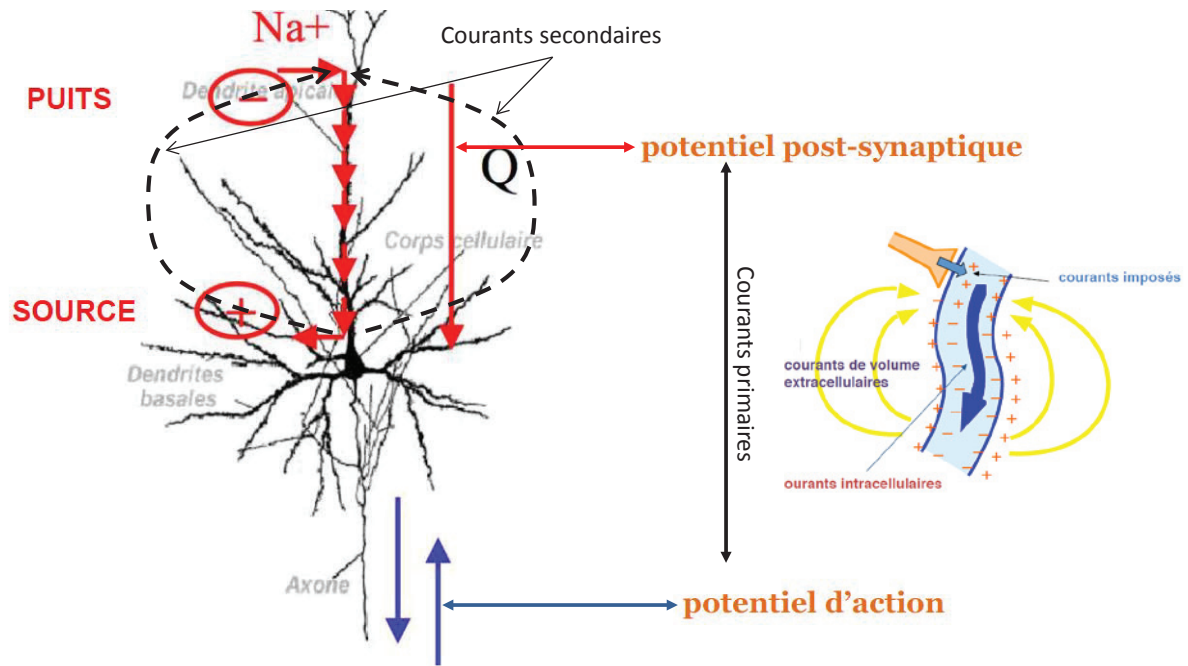 Na+
Courants secondaires
PUITS
Dendrite apicale
−
potentiel post-synaptique
Q
Corps cellulaire
SOURCE
+
Dendrites
basales
Axone
Courants primaires
potentiel d'action
courants imposés
courants de volume
extracellulaires
ourants intracellulaires